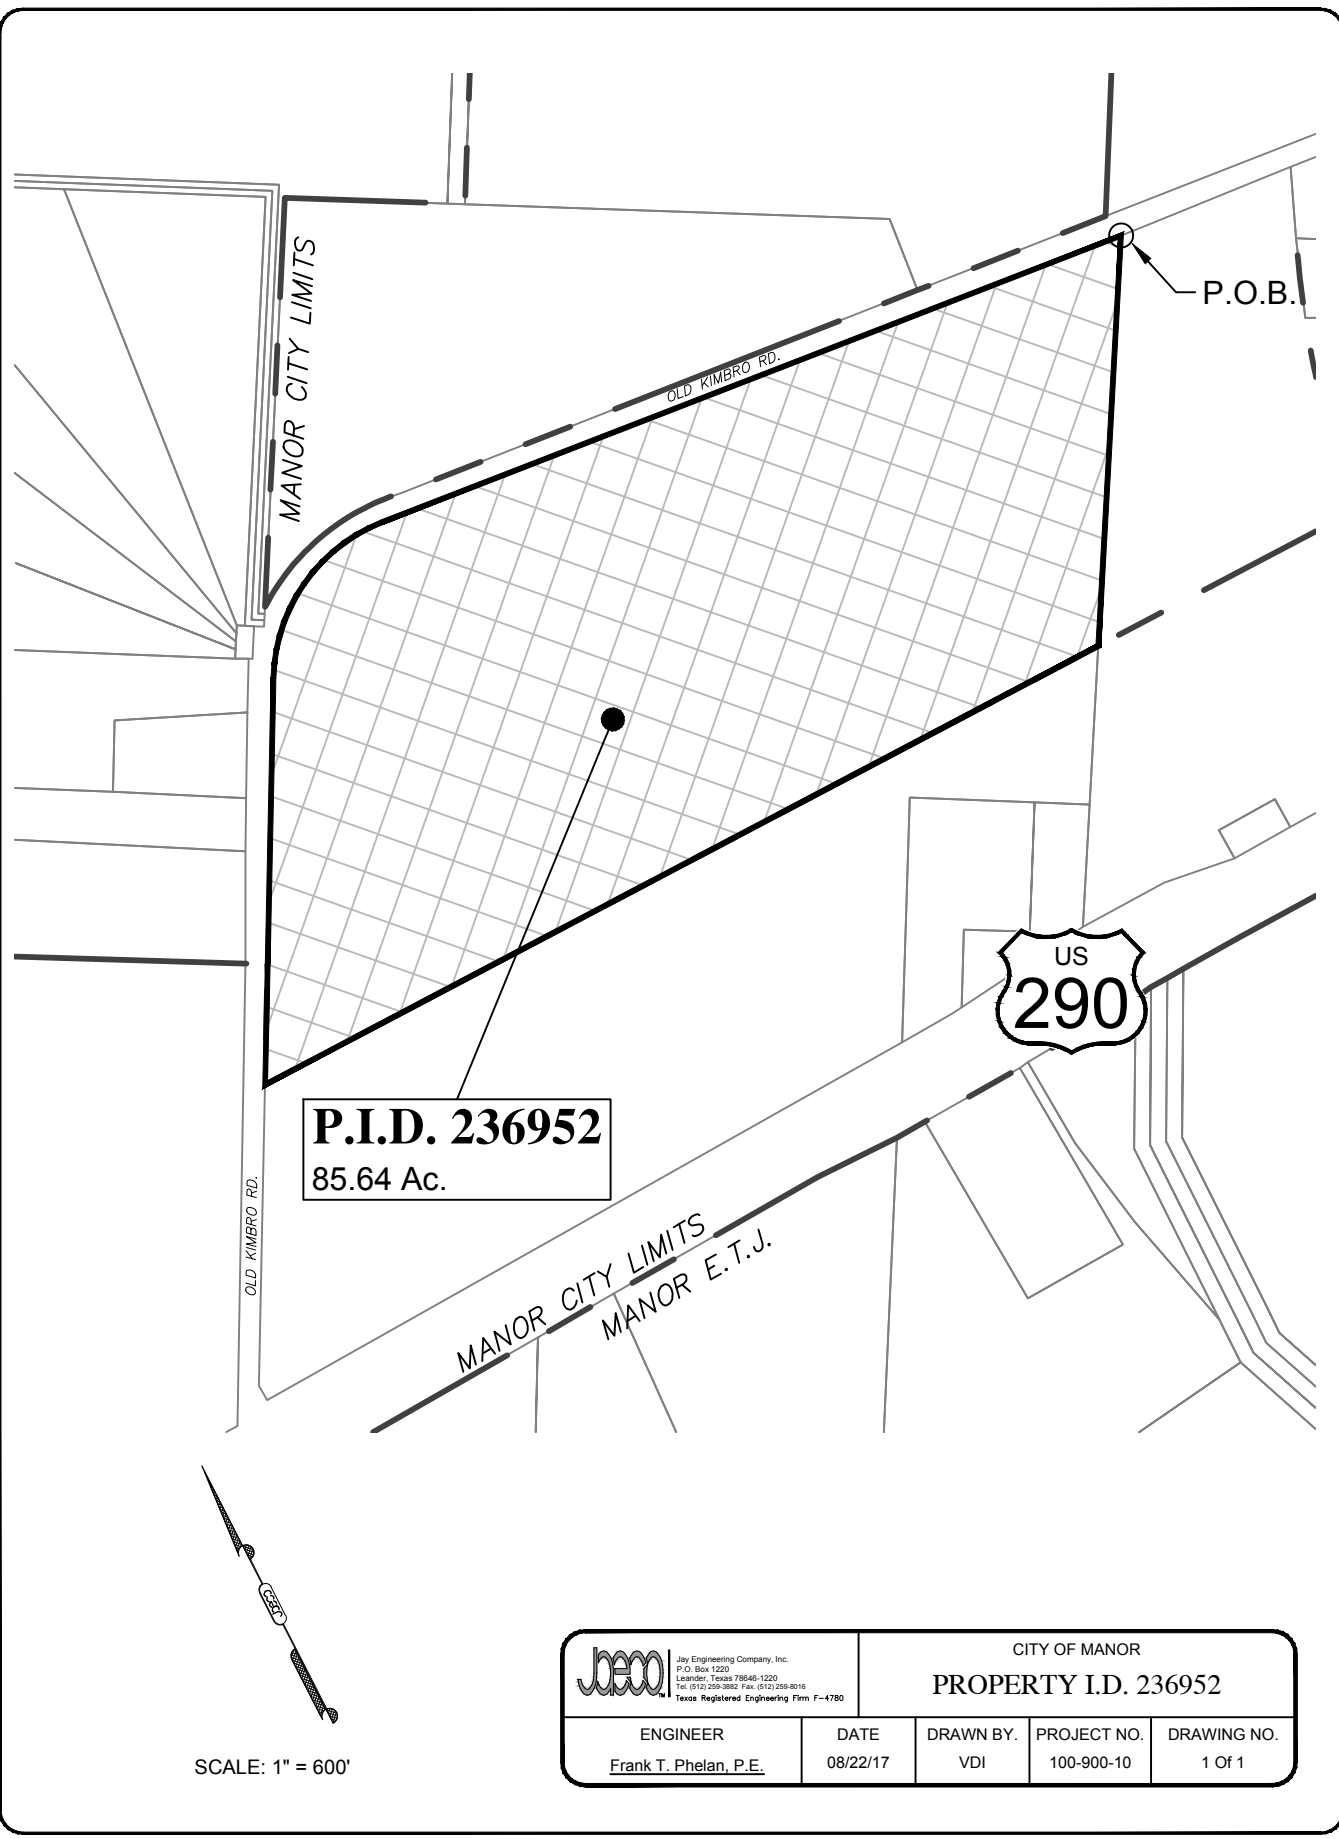 MANOR CITY LIMITS
P.O.B.
OLD KIMBRO RD.
US
290
P.I.D. 236952
85.64 Ac.
OLD KIMBRO RD.
MANOR CITY LIMITS
MANOR E.T.J.
JAECO
SCALE: 1" = 600'
Jaeco
TM
Jay Engineering Company, Inc.
P.O. Box 1220
Leander, Texas 78646-1220
Tel. (512) 259-3882 Fax. (512) 259-8016
Texas Registered Engineering Firm F-4780
CITY OF MANOR
PROPERTY I.D. 236952
ENGINEER
Frank T. Phelan, P.E.
DATE
08/22/17
DRAWN BY.
VDI
PROJECT NO.
100-900-10
DRAWING NO.
1 Of 1